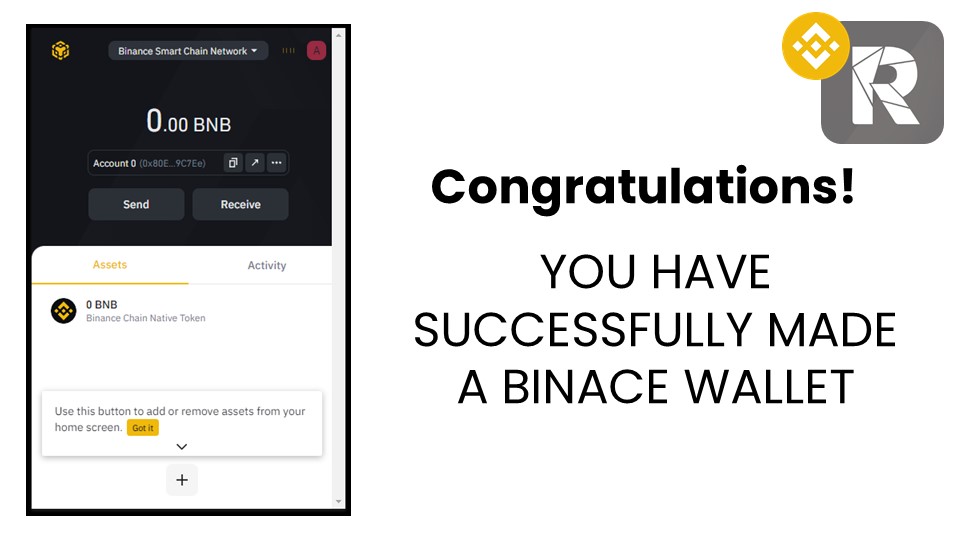 Binance Smart Chain Network
A
0.00 BNB
Account 0 (0x80E...9C7Ee)
Send Receive
Assets Activity
0 BNB
Binance Chain Native Token
Use this button to add or remove assets from your
home screen. Got it
+
R
Congratulations!
YOU HAVE
SUCCESSFULLY MADE
A BINACE WALLET